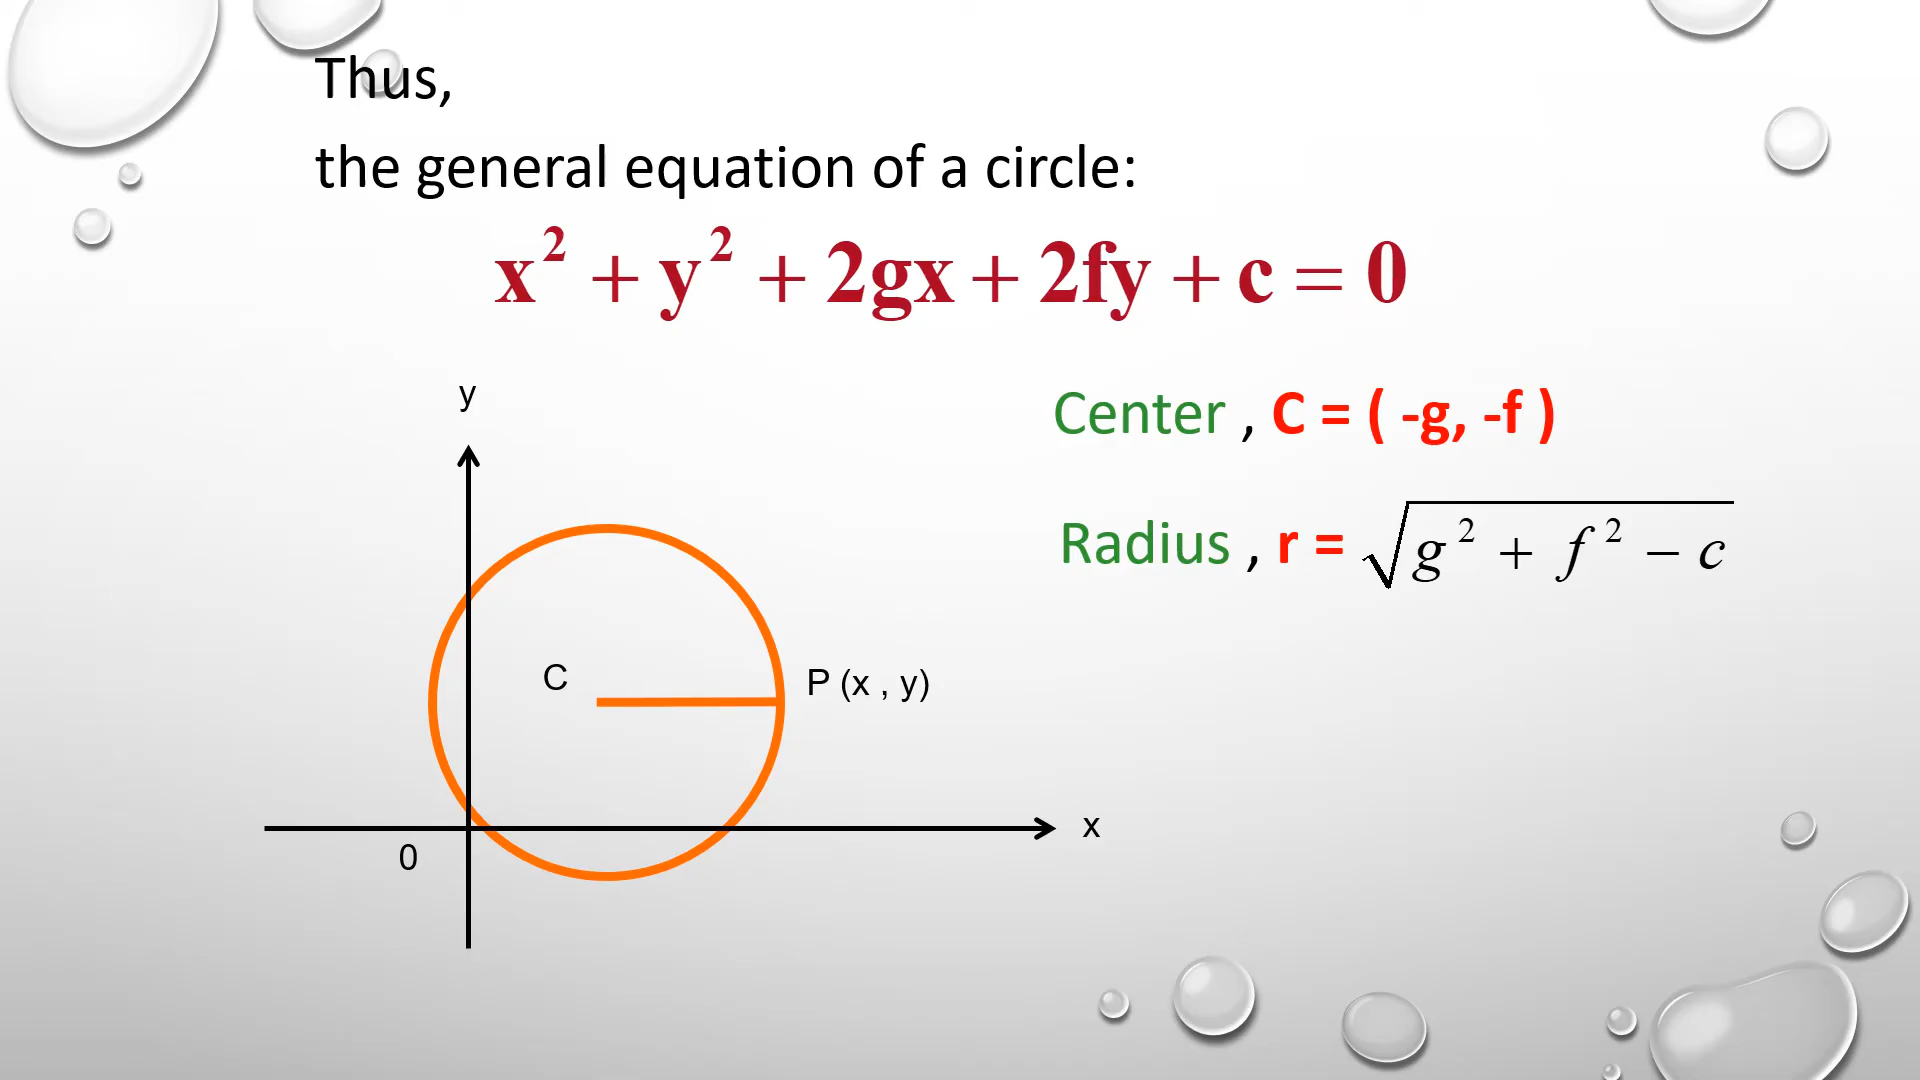 Thus,
the general equation of a circle:
x² + y² + 2gx + 2fy + c = 0
Center , C = ( -g, -f )
Radius , r = √(g² + f² − c)
y
C
P (x , y)
x
0